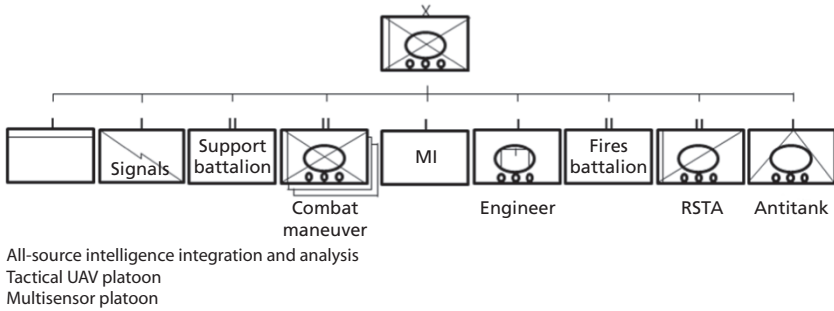 X
I I II II I I II II I
Signals
Support
battalion
MI
Fires
battalion
Combat
maneuver
Engineer
RSTA
Antitank
All-source intelligence integration and analysis
Tactical UAV platoon
Multisensor platoon